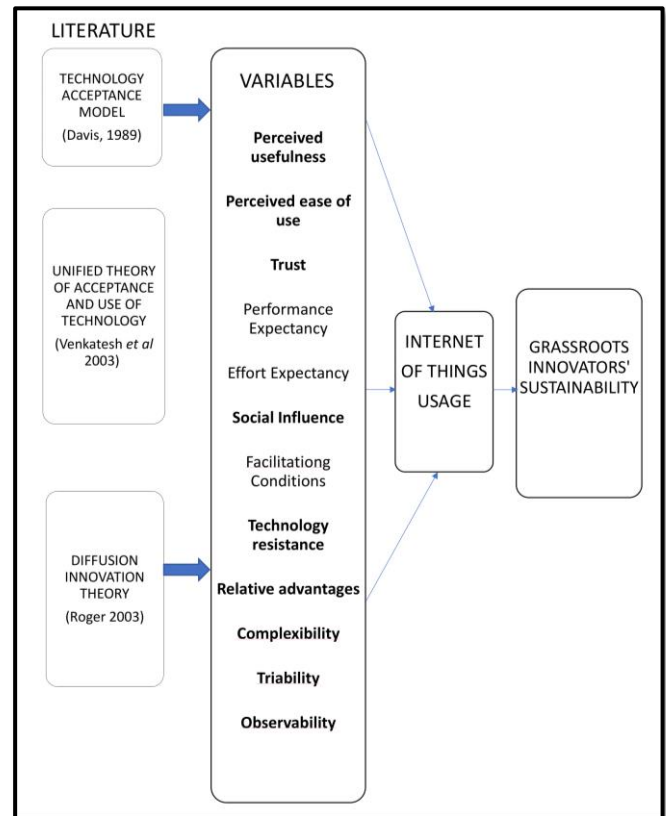 LITERATURE
TECHNOLOGY
ACCEPTANCE
MODEL
(Davis, 1989)
UNIFIED THEORY
OF ACCEPTANCE
AND USE OF
TECHNOLOGY
(Venkatesh et al
2003)
DIFFUSION
INNOVATION
THEORY
(Roger 2003)
VARIABLES
Perceived
usefulness
Perceived ease of
use
Trust
Performance
Expectancy
Effort Expectancy
Social Influence
Facilitationg
Conditions
Technology
resistance
Relative advantages
Complexibility
Triability
Observability
INTERNET
OF THINGS
USAGE
GRASSROOTS
INNOVATORS'
SUSTAINABILITY